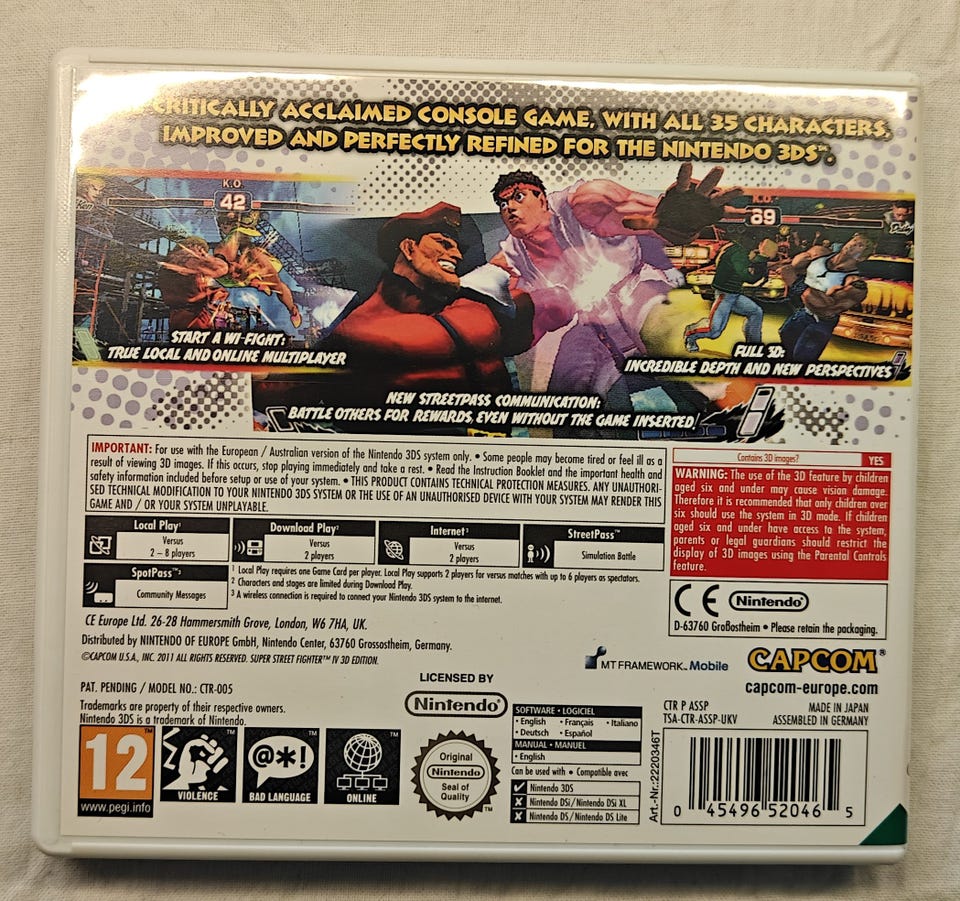 CRITICALLY ACCLAIMED CONSOLE GAME, WITH ALL 35 CHARACTERS,
IMPROVED AND PERFECTLY REFINED FOR THE NINTENDO 3DS™.
K.O.
42
K.O.
69
START A WI-FIGHT:
TRUE LOCAL AND ONLINE MULTIPLAYER
FULL 3D:
INCREDIBLE DEPTH AND NEW PERSPECTIVES
NEW STREETPASS COMMUNICATION:
BATTLE OTHERS FOR REWARDS, EVEN WITHOUT THE GAME INSERTED!
IMPORTANT: For use with the European / Australian version of the Nintendo 3DS system only. • Some people may become tired or feel ill as a
result of viewing 3D images. If this occurs, stop playing immediately and take a rest. • Read the Instruction Booklet and the important health and
safety information included before setup or use of your system. • THIS PRODUCT CONTAINS TECHNICAL PROTECTION MEASURES. ANY UNAUTHORI-
SED TECHNICAL MODIFICATION TO YOUR NINTENDO 3DS SYSTEM OR THE USE OF AN UNAUTHORISED DEVICE WITH YOUR SYSTEM MAY RENDER THIS
GAME AND / OR YOUR SYSTEM UNPLAYABLE.
Contains 3D images? YES
WARNING: The use of the 3D feature by children
aged six and under may cause vision damage.
Therefore it is recommended that only children over
six should use the system in 3D mode. If children
aged six and under have access to the system,
parents or legal guardians should restrict the
display of 3D images using the Parental Controls
feature.
Local Play¹
Versus
2 – 8 players
Download Play²
Versus
2 players
Internet³
Versus
2 players
StreetPass™
Simulation Battle
SpotPass™³
Community Messages
¹ Local Play requires one Game Card per player. Local Play supports 2 players for versus matches with up to 6 players as spectators.
² Characters and stages are limited during Download Play.
³ A wireless connection is required to connect your Nintendo 3DS system to the internet.
CE Nintendo®
D-63760 Großostheim • Please retain the packaging.
CE Europe Ltd. 26-28 Hammersmith Grove, London, W6 7HA, UK.
Distributed by NINTENDO OF EUROPE GmbH, Nintendo Center, 63760 Grossostheim, Germany.
©CAPCOM U.S.A., INC. 2011 ALL RIGHTS RESERVED. SUPER STREET FIGHTER™ IV 3D EDITION.
MT FRAMEWORK™ Mobile
CAPCOM®
capcom-europe.com
PAT. PENDING / MODEL NO.: CTR-005
Trademarks are property of their respective owners.
Nintendo 3DS is a trademark of Nintendo.
LICENSED BY
Nintendo®
CTR P ASSP
TSA-CTR-ASSP-UKV
MADE IN JAPAN
ASSEMBLED IN GERMANY
12
www.pegi.info
VIOLENCE
@*!
BAD LANGUAGE
ONLINE
Original
Nintendo
Seal of
Quality
™
SOFTWARE • LOGICIEL
• English • Français • Italiano
• Deutsch • Español
MANUAL • MANUEL
• English
Can be used with • Compatible avec
Nintendo 3DS
Nintendo DSi/Nintendo DSi XL
Nintendo DS/Nintendo DS Lite
Art.-Nr.:2220346T
0 45496 52046 5